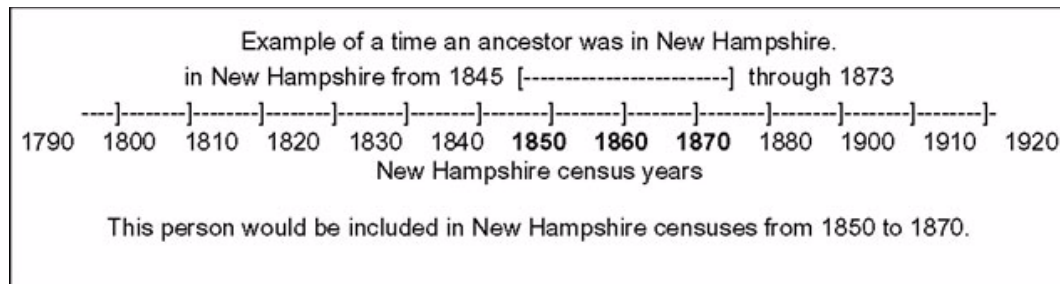 Example of a time an ancestor was in New Hampshire.
in New Hampshire from 1845 [--------------------------] through 1873
----]--------]--------]--------]--------]--------]--------]--------]--------]--------]--------]--------]--------]-
1790 1800 1810 1820 1830 1840 1850 1860 1870 1880 1900 1910 1920
New Hampshire census years
This person would be included in New Hampshire censuses from 1850 to 1870.